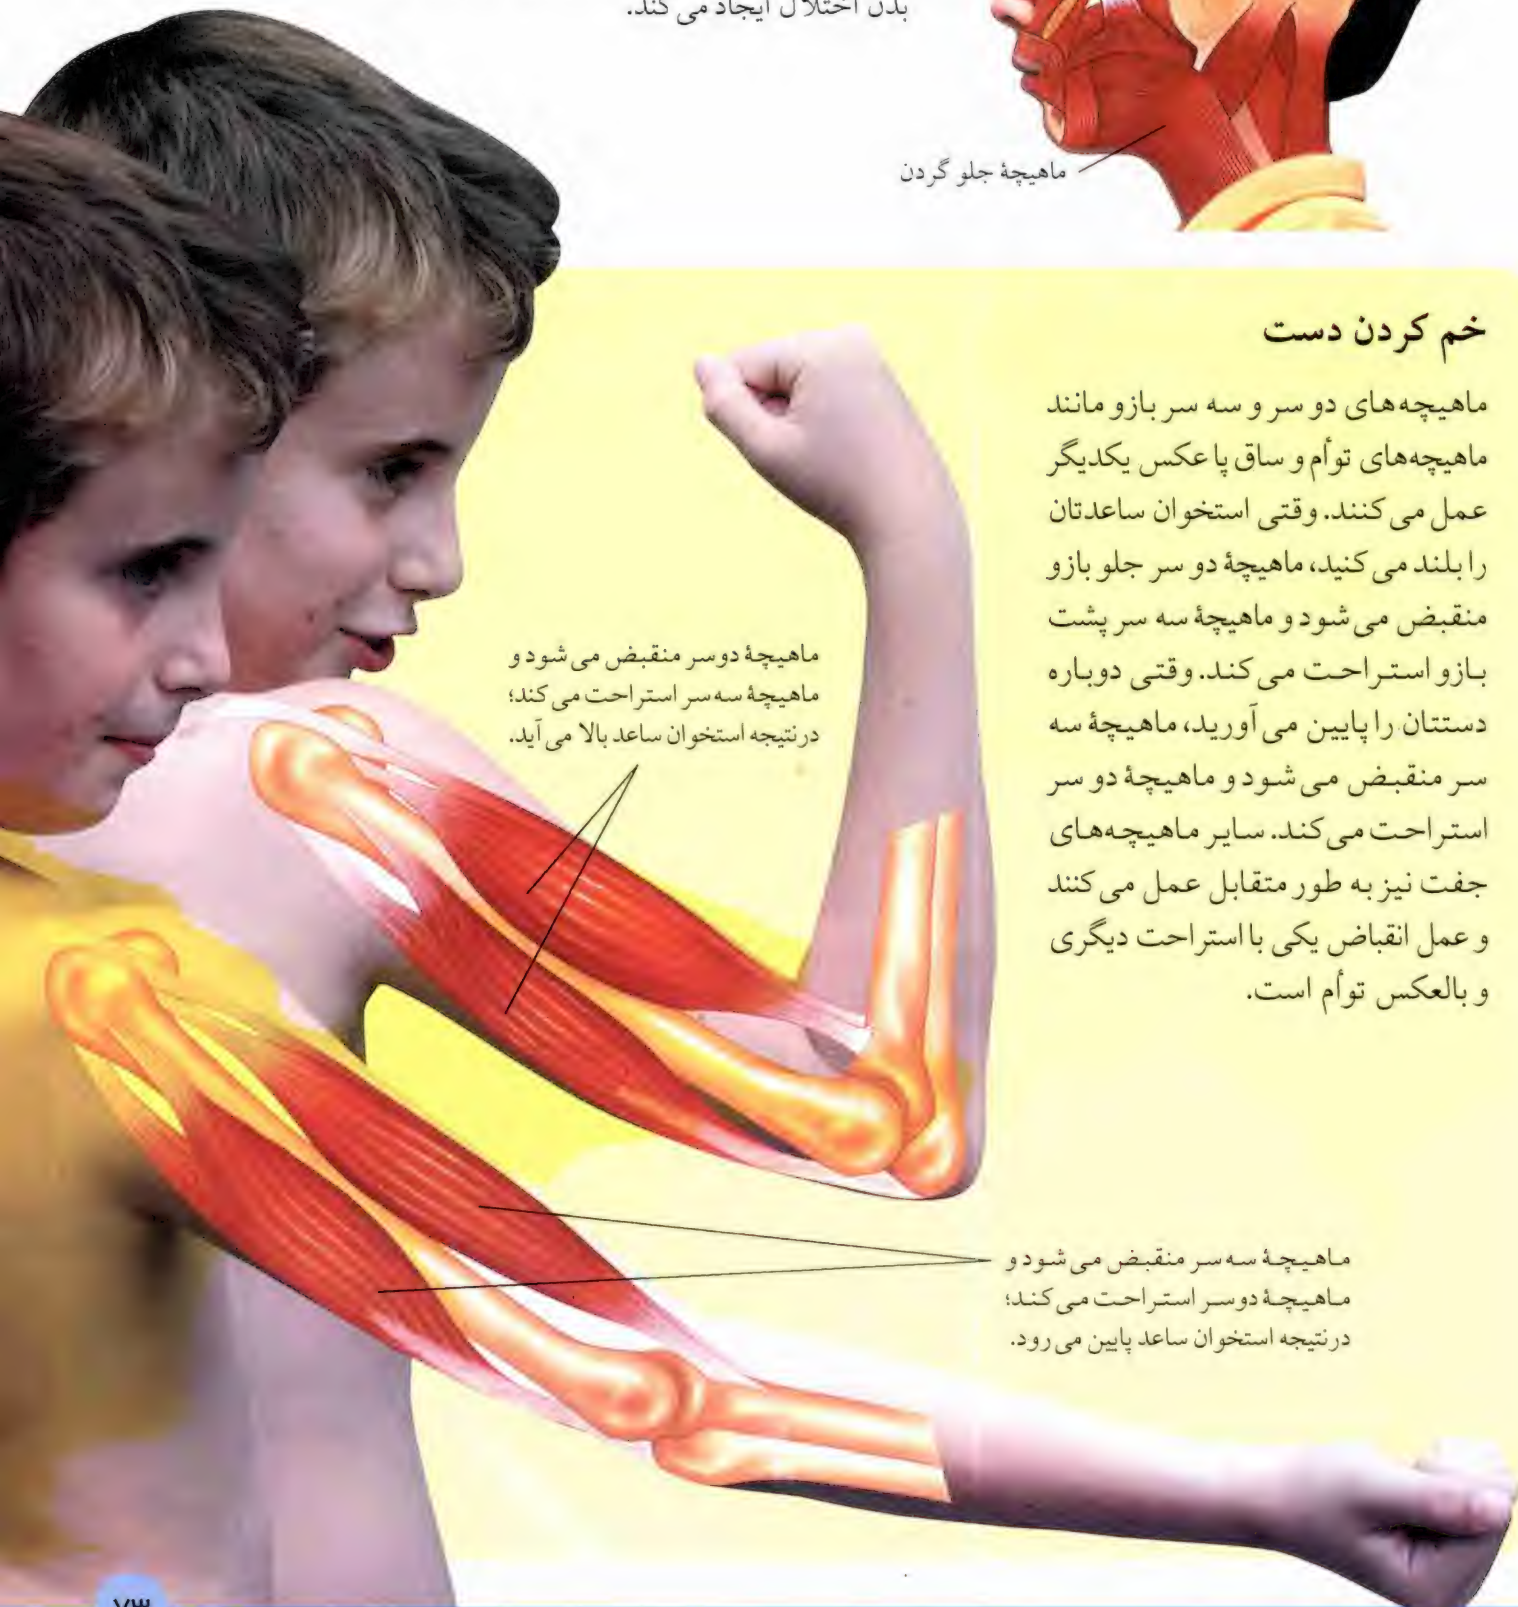 بدن اختلال ایجاد می‌کند.
ماهیچهٔ جلو گردن
خم کردن دست
ماهیچه‌های دو سر و سه سر بازو مانند
ماهیچه‌های توأم و ساق پا عکس یکدیگر
عمل می‌کنند. وقتی استخوان ساعدتان
را بلند می‌کنید، ماهیچهٔ دو سر جلو بازو
منقبض می‌شود و ماهیچهٔ سه سر پشت
بازو استراحت می‌کند. وقتی دوباره
دستتان را پایین می‌آورید، ماهیچهٔ سه
سر منقبض می‌شود و ماهیچهٔ دو سر
استراحت می‌کند. سایر ماهیچه‌های
جفت نیز به طور متقابل عمل می‌کنند
و عمل انقباض یکی با استراحت دیگری
و بالعکس توأم است.
ماهیچهٔ دوسر منقبض می‌شود و
ماهیچهٔ سه‌سر استراحت می‌کند؛
درنتیجه استخوان ساعد بالا می‌آید.
ماهیچهٔ سه‌سر منقبض می‌شود و
ماهیچهٔ دوسر استراحت می‌کند؛
درنتیجه استخوان ساعد پایین می‌رود.
۷۳